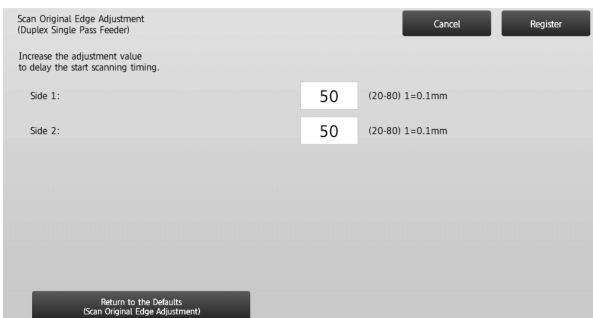 Scan Original Edge Adjustment
(Duplex Single Pass Feeder)
Cancel
Register
Increase the adjustment value
to delay the start scanning timing.
Side 1:
50
(20-80) 1=0.1mm
Side 2:
50
(20-80) 1=0.1mm
Return to the Defaults
(Scan Original Edge Adjustment)